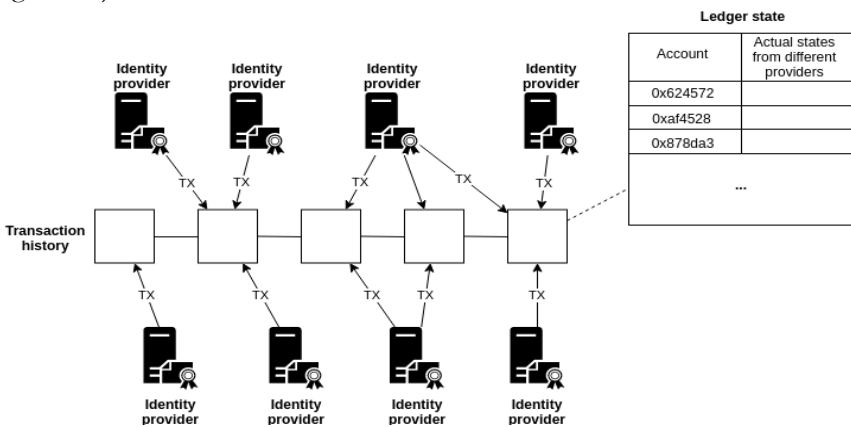 Ledger state
Account
Actual states
from different
providers
0x624572
0xaf4528
0x878da3
...
Identity
provider
Identity
provider
Identity
provider
Identity
provider
TX
TX
TX
TX
TX
Transaction
history
TX
TX
TX
TX
TX
Identity
provider
Identity
provider
Identity
provider
Identity
provider